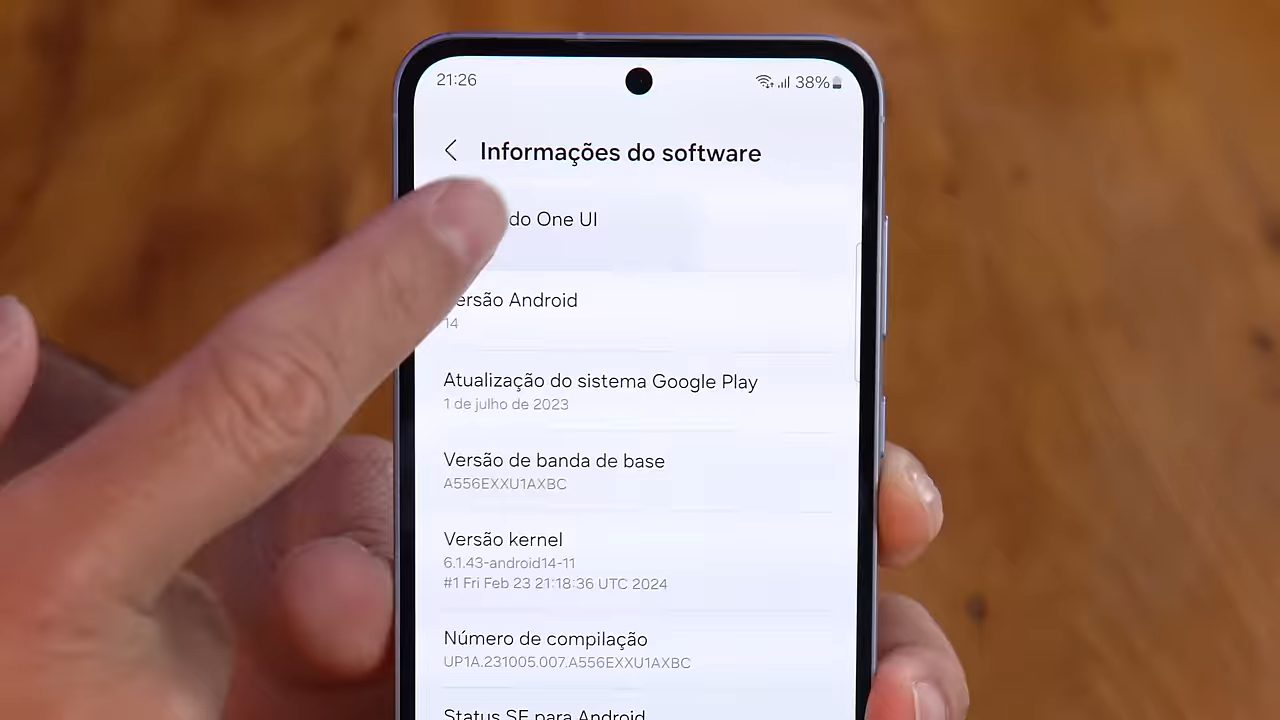 21:26
38%
Informações do software
do One UI
ersão Android
14
Atualização do sistema Google Play
1 de julho de 2023
Versão de banda de base
A556EXXU1AXBC
Versão kernel
6.1.43-android14-11
#1 Fri Feb 23 21:18:36 UTC 2024
Número de compilação
UP1A.231005.007.A556EXXU1AXBC
Status SE para Android